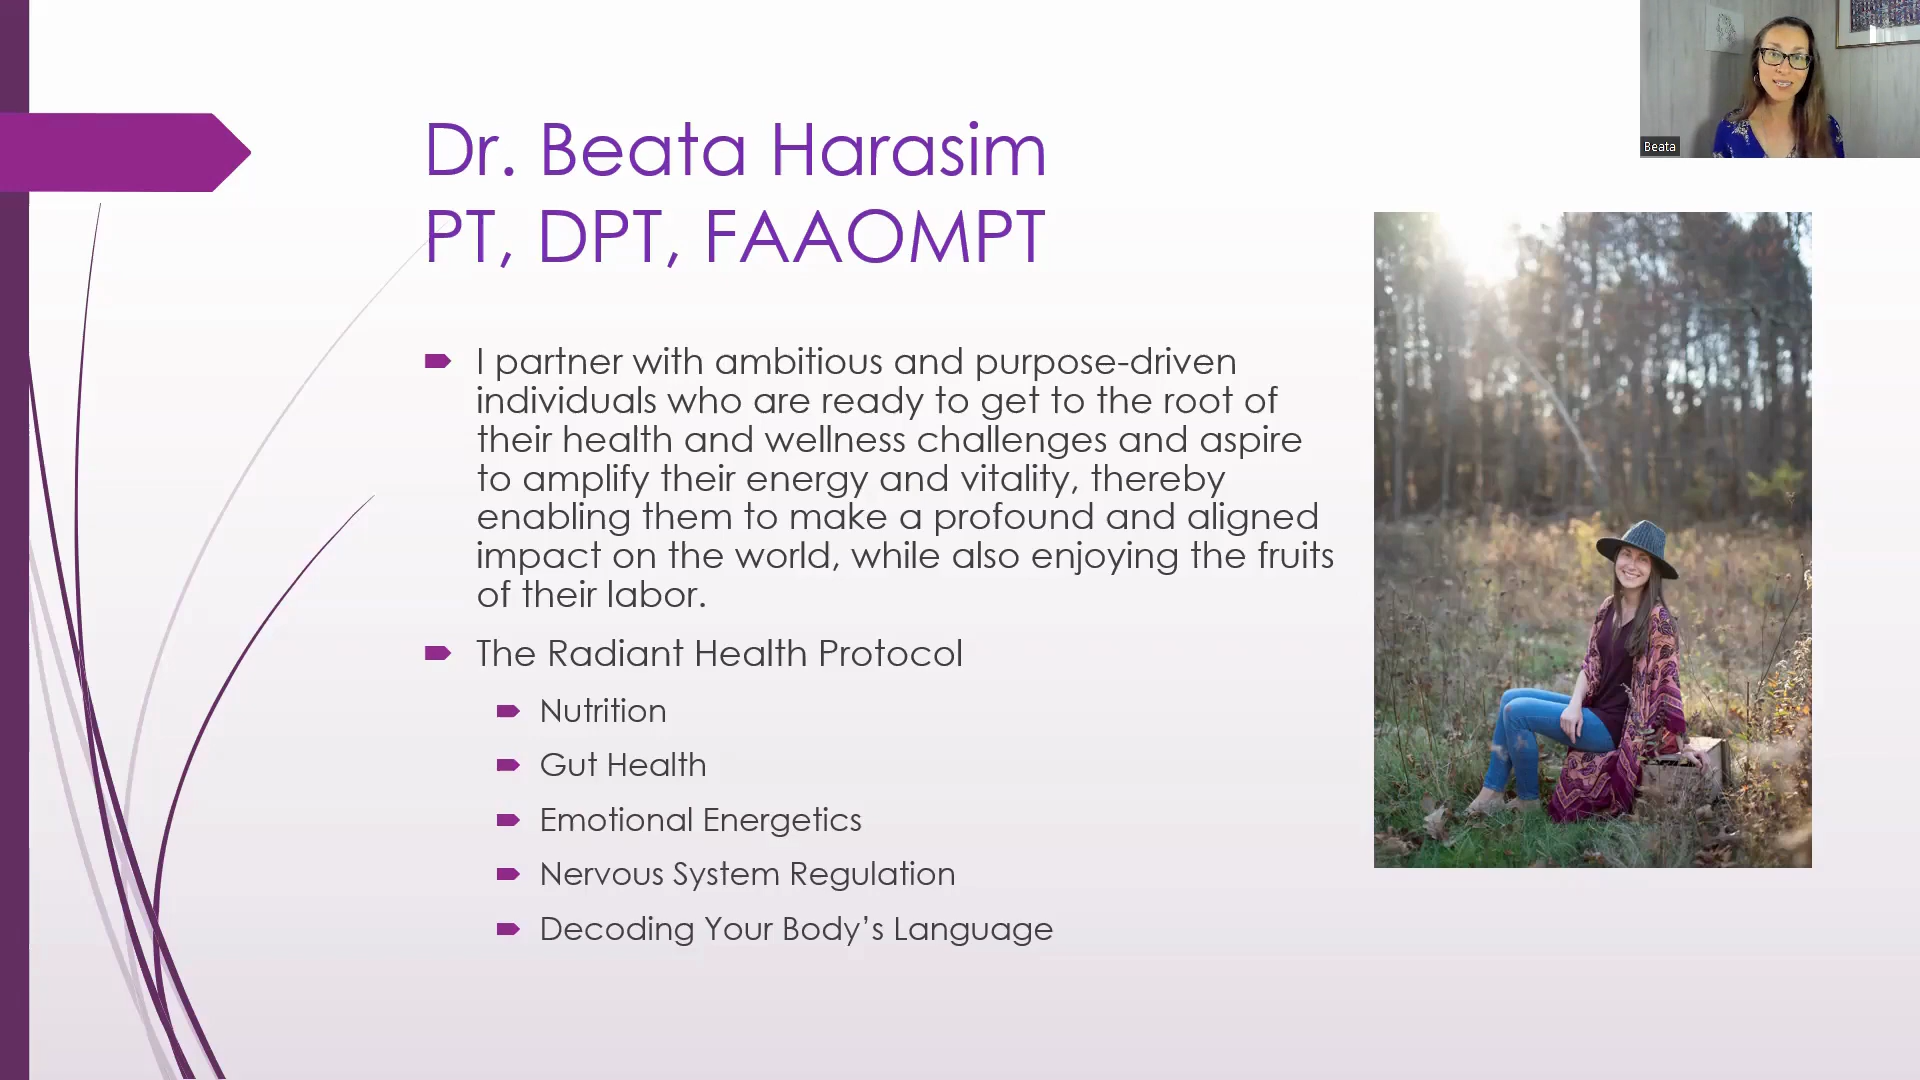 Dr. Beata Harasim
PT, DPT, FAAOMPT
I partner with ambitious and purpose-driven
individuals who are ready to get to the root of
their health and wellness challenges and aspire
to amplify their energy and vitality, thereby
enabling them to make a profound and aligned
impact on the world, while also enjoying the fruits
of their labor.
The Radiant Health Protocol
Nutrition
Gut Health
Emotional Energetics
Nervous System Regulation
Decoding Your Body’s Language
Beata